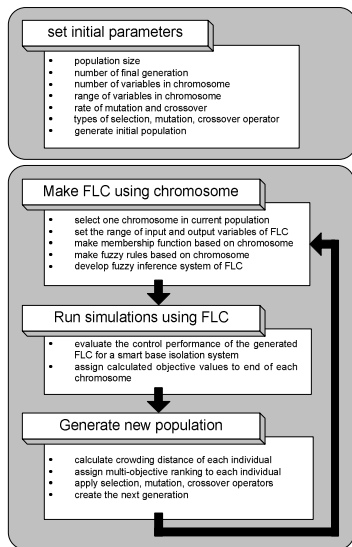 set initial parameters
• population size
• number of final generation
• number of variables in chromosome
• range of variables in chromosome
• rate of mutation and crossover
• types of selection, mutation, crossover operator
• generate initial population
Make FLC using chromosome
• select one chromosome in current population
• set the range of input and output variables of FLC
• make membership function based on chromosome
• make fuzzy rules based on chromosome
• develop fuzzy inference system of FLC
Run simulations using FLC
• evaluate the control performance of the generated
FLC for a smart base isolation system
• assign calculated objective values to end of each
chromosome
Generate new population
• calculate crowding distance of each individual
• assign multi-objective ranking to each individual
• apply selection, mutation, crossover operators
• create the next generation